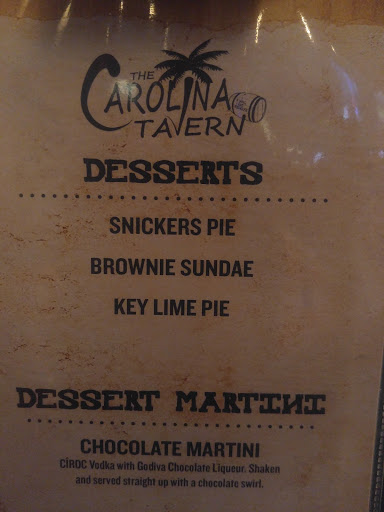 THE
CAROLINA
TAVERN
DESSERTS
SNICKERS PIE
BROWNIE SUNDAE
KEY LIME PIE
DESSERT MARTINI
CHOCOLATE MARTINI
CÎROC Vodka with Godiva Chocolate Liqueur. Shaken
and served straight up with a chocolate swirl.